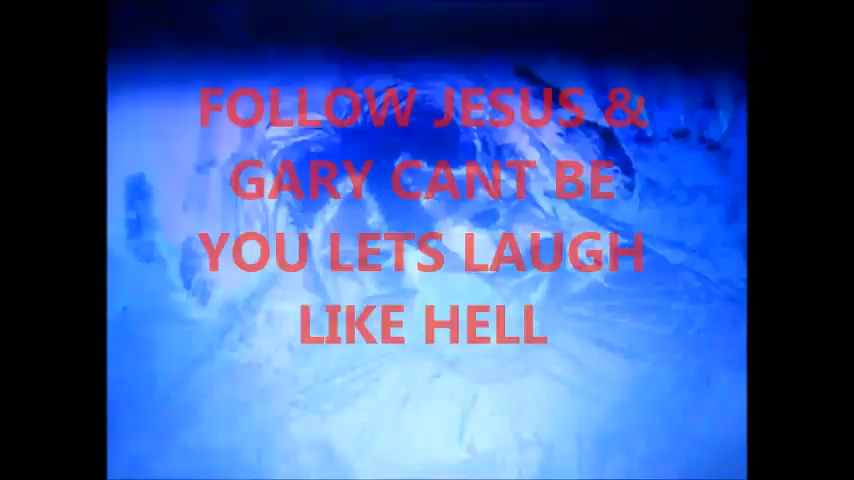 FOLLOW JESUS &
GARY CANT BE
YOU LETS LAUGH
LIKE HELL